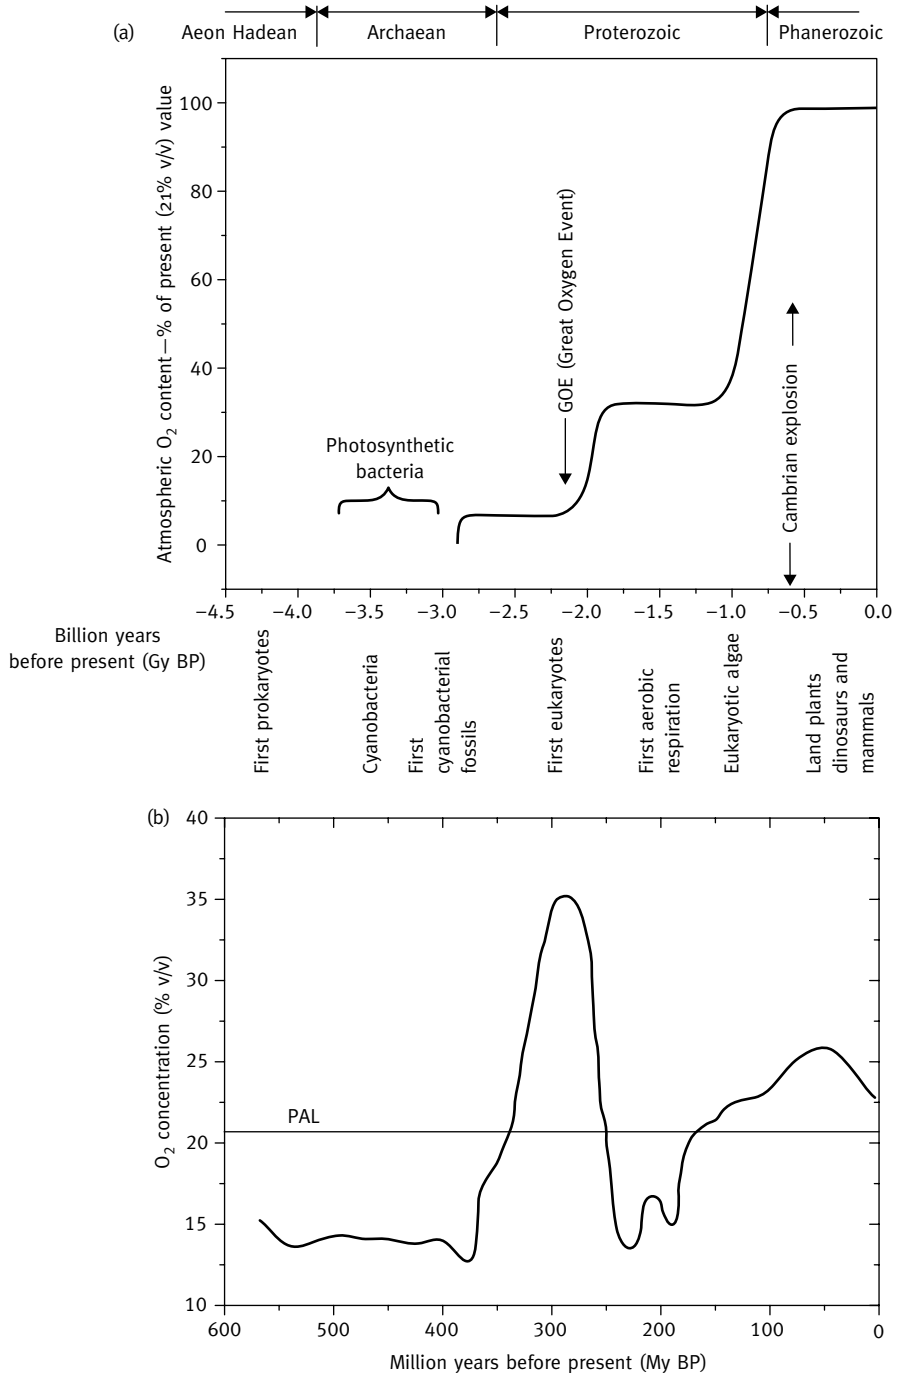 (a)
Aeon Hadean
Archaean
Proterozoic
Phanerozoic
Atmospheric O₂ content—% of present (21% v/v) value
100
80
60
40
20
0
Photosynthetic
bacteria
GOE (Great Oxygen Event)
Cambrian explosion
−4.5
−4.0
−3.5
−3.0
−2.5
−2.0
−1.5
−1.0
−0.5
0.0
Billion years
before present (Gy BP)
First prokaryotes
Cyanobacteria
First
cyanobacterial
fossils
First eukaryotes
First aerobic
respiration
Eukaryotic algae
Land plants
dinosaurs and
mammals
(b)
O₂ concentration (% v/v)
40
35
30
25
20
15
10
PAL
600
500
400
300
200
100
0
Million years before present (My BP)